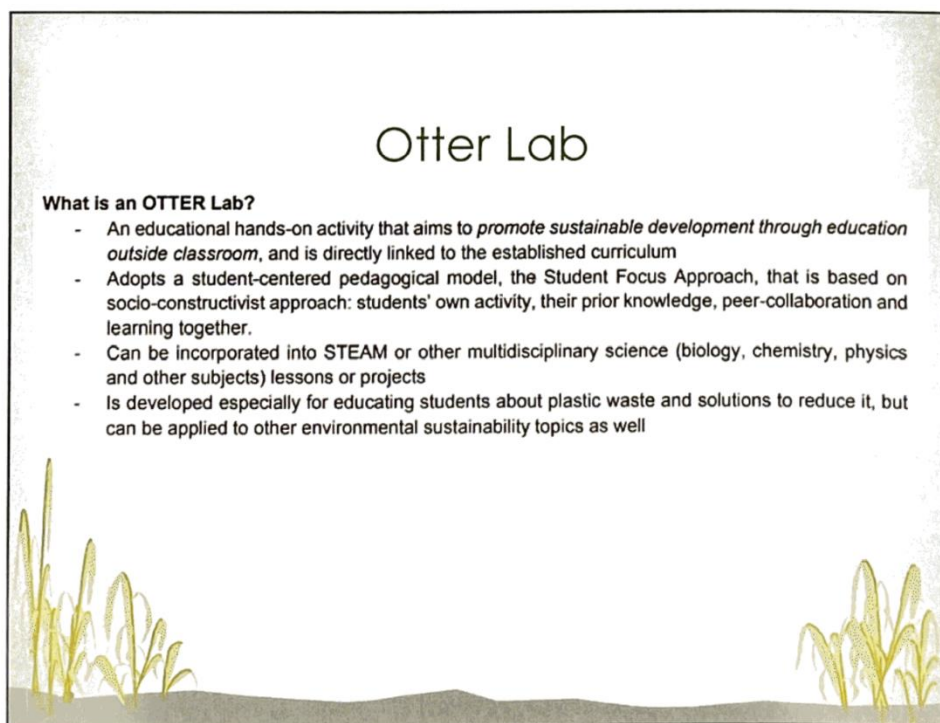 Otter Lab
What is an OTTER Lab?
- An educational hands-on activity that aims to promote sustainable development through education
outside classroom, and is directly linked to the established curriculum
- Adopts a student-centered pedagogical model, the Student Focus Approach, that is based on
socio-constructivist approach: students' own activity, their prior knowledge, peer-collaboration and
learning together.
- Can be incorporated into STEAM or other multidisciplinary science (biology, chemistry, physics
and other subjects) lessons or projects
- Is developed especially for educating students about plastic waste and solutions to reduce it, but
can be applied to other environmental sustainability topics as well